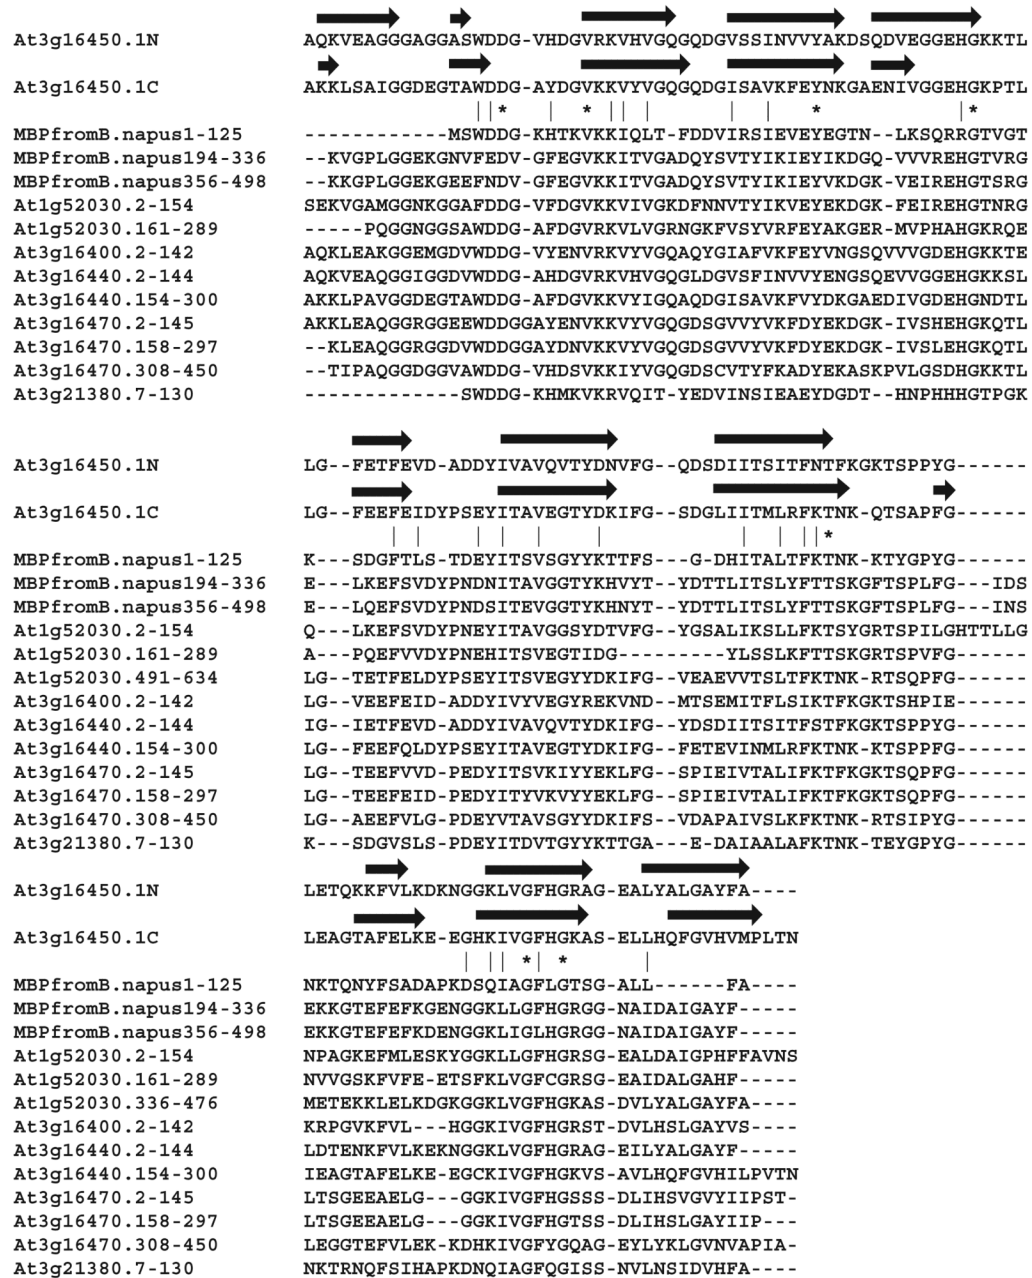 At3g16450.1N AQKVEAGGGAGGASWDDG-VHDGVRKVHVGQGQDGVSSINVVYAKDSQDVEGGEHGKKTL
At3g16450.1C AKKLSAIGGDEGTAWDDG-AYDGVKKVYVGQGQDGISAVKFEYNKGAENIVGGEHGKPTL
| | * | * | | | | | * | *
MBPfromB.napus1-125 ------------MSWDDG-KHTKVKKIQLT-FDDVIRSIEVEYEGTN--LKSQRRGTVGT
MBPfromB.napus194-336 --KVGPLGGEKGNVFEDV-GFEGVKKITVGADQYSVTYIKIEYIKDGQ-VVVREHGTVRG
MBPfromB.napus356-498 --KKGPLGGEKGEEFNDV-GFEGVKKITVGADQYSVTYIKIEYVKDGK-VEIREHGTSRG
At1g52030.2-154 SEKVGAMGGNKGGAFDDG-VFDGVKKVIVGKDFNNVTYIKVEYEKDGK-FEIREHGTNRG
At1g52030.161-289 -----PQGGNGGSAWDDG-AFDGVRKVLVGRNGKFVSYVRFEYAKGER-MVPHAHGKRQE
At3g16400.2-142 AQKLEAKGGEMGDVWDDG-VYENVRKVYVGQAQYGIAFVKFEYVNGSQVVVGDEHGKKTE
At3g16440.2-144 AQKVEAQGGIGGDVWDDG-AHDGVRKVHVGQGLDGVSFINVVYENGSQEVVGGEHGKKSL
At3g16440.154-300 AKKLPAVGGDEGTAWDDG-AFDGVKKVYIGQAQDGISAVKFVYDKGAEDIVGDEHGNDTL
At3g16470.2-145 AKKLEAQGGRGGEEWDDGGAYENVKKVYVGQGDSGVVYVKFDYEKDGK-IVSHEHGKQTL
At3g16470.158-297 --KLEAQGGRGGDVWDDGGAYDNVKKVYVGQGDSGVVYVKFDYEKDGK-IVSLEHGKQTL
At3g16470.308-450 --TIPAQGGDGGVAWDDG-VHDSVKKIYVGQGDSCVTYFKADYEKASKPVLGSDHGKKTL
At3g21380.7-130 -------------SWDDG-KHMKVKRVQIT-YEDVINSIEAEYDGDT--HNPHHHGTPGK
At3g16450.1N LG--FETFEVD-ADDYIVAVQVTYDNVFG--QDSDIITSITFNTFKGKTSPPYG------
At3g16450.1C LG--FEEFEIDYPSEYITAVEGTYDKIFG--SDGLIITMLRFKTNK-QTSAPFG------
| | | | | | | | | | *
MBPfromB.napus1-125 K---SDGFTLS-TDEYITSVSGYYKTTFS---G-DHITALTFKTNK-KTYGPYG------
MBPfromB.napus194-336 E---LKEFSVDYPNDNITAVGGTYKHVYT--YDTTLITSLYFTTSKGFTSPLFG---IDS
MBPfromB.napus356-498 E---LQEFSVDYPNDSITEVGGTYKHNYT--YDTTLITSLYFTTSKGFTSPLFG---INS
At1g52030.2-154 Q---LKEFSVDYPNEYITAVGGSYDTVFG--YGSALIKSLLFKTSYGRTSPILGHTTLLG
At1g52030.161-289 A---PQEFVVDYPNEHITSVEGTIDG---------YLSSLKFTTSKGRTSPVFG------
At1g52030.491-634 LG--TETFELDYPSEYITSVEGYYDKIFG--VEAEVVTSLTFKTNK-RTSQPFG------
At3g16400.2-142 LG--VEEFEIDADDYIVYVEGYREKVND--MTSEMITFLSIKTFKGKTSHPIE------
At3g16440.2-144 IG--IETFEVD-ADDYIVAVQVTYDKIFG--YDSDIITSITFSTFKGKTSPPYG------
At3g16440.154-300 LG--FEEFQLDYPSEYITAVEGTYDKIFG--FETEVINMLRFKTNK-KTSPPFG------
At3g16470.2-145 LG--TEEFVVD-PEDYITSVKIYYEKLFG--SPIEIVTALIFKTFKGKTSQPFG------
At3g16470.158-297 LG--TEEFEID-PEDYITYVKVYYEKLFG--SPIEIVTALIFKTFKGKTSQPFG------
At3g16470.308-450 LG--AEEFVLG-PDEYVTAVSGYYDKIFS--VDAPAIVSLKFKTNK-RTSIPYG------
At3g21380.7-130 K---SDGVSLS-PDEYITDVTGYYKTTGA---E-DAIAALAFKTNK-TEYGPYG------
At3g16450.1N LETQKKFVLKDKNGGKLVGFHGRAG-EALYALGAYFA----
At3g16450.1C LEAGTAFELKE-EGHKIVGFHGKAS-ELLHQFGVHVMPLTN
| | | * | * |
MBPfromB.napus1-125 NKTQNYFSADAPKDSQIAGFLGTSG-ALL------FA----
MBPfromB.napus194-336 EKKGTEFEFKGENGGKLLGFHGRGG-NAIDAIGAYF-----
MBPfromB.napus356-498 EKKGTEFEFKGENGGKLIGLHGRGG-NAIDAIGAYF-----
At1g52030.2-154 NPAGKEFMLESKYGGKLLGFHGRSG-EALDAIGPHFFAVNS
At1g52030.161-289 NVVGSKFVFE-ETSFKLVGFCGRSG-EAIDALGAHF-----
At1g52030.336-476 METEKKLELKDGKGGKLVGFHGKAS-DVLYALGAYFA----
At3g16400.2-142 KRPGVKFVL---HGGKIVGFHGRST-DVLHSLGAYVS----
At3g16440.2-144 LDTENKFVLKEKNGGKLVGFHGRAG-EILYALGAYF-----
At3g16440.154-300 IEAGTAFELKE-EGCKIVGFHGKVS-AVLHQFGVHILPVTN
At3g16470.2-145 LTSGEEAELG---GGKIVGFHGSSS-DLIHSVGVYIIPST-
At3g16470.158-297 LTSGEEAELG---GGKIVGFHGTSS-DLIHSLGAYIIP---
At3g16470.308-450 LEGGTEFVLEK-KDHKIVGFYGQAG-EYLYKLGVNVAPIA-
At3g21380.7-130 NKTRNQFSIHAPKDNQIAGFQGISS-NVLNSIDVHFA----